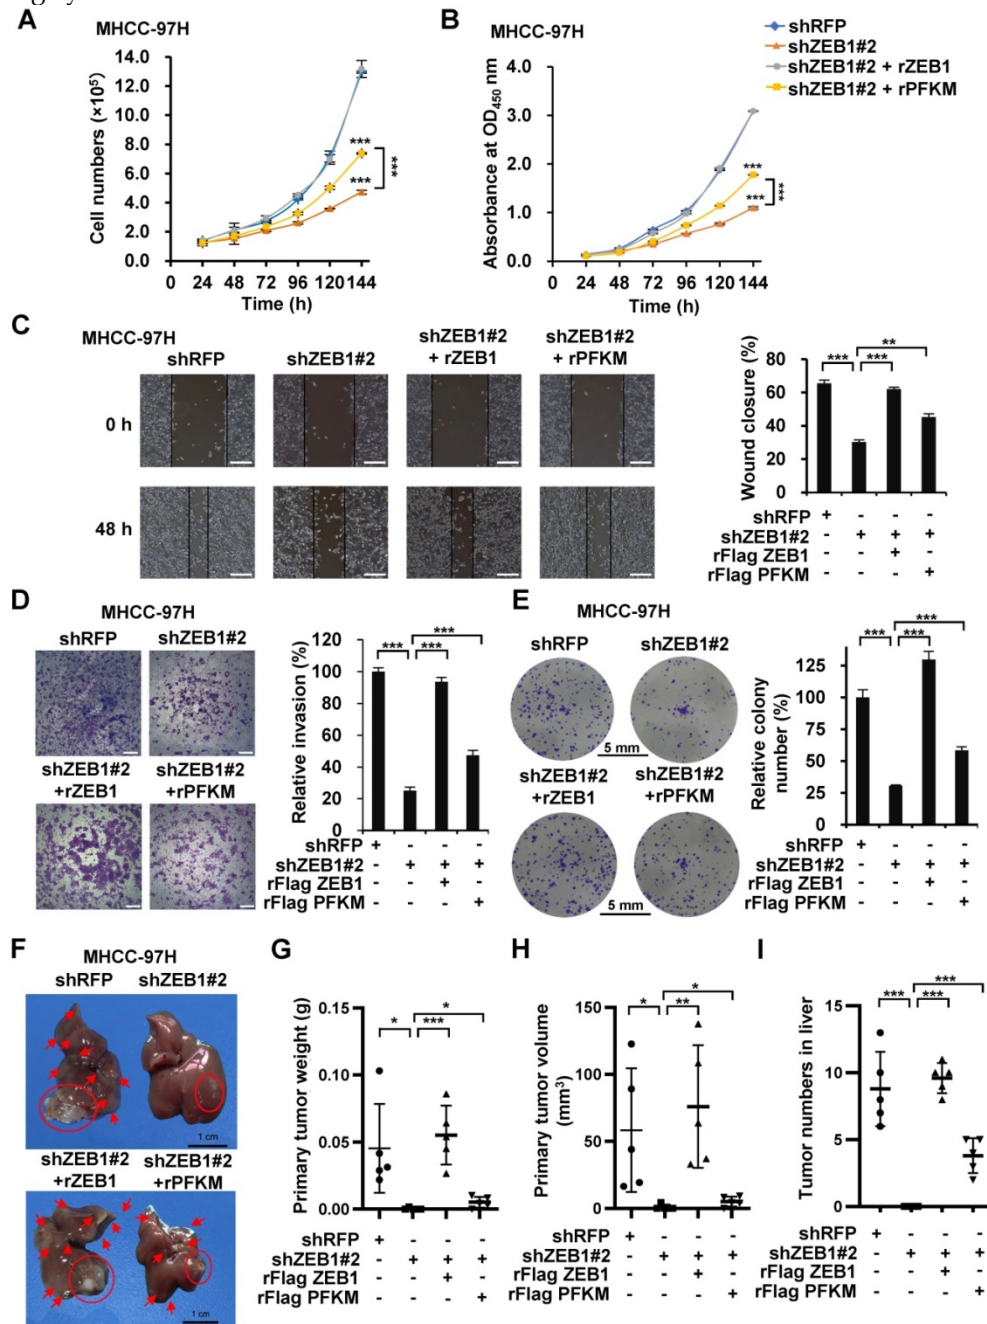 A
MHCC-97H
Cell numbers (×10⁵)
14.0
12.0
10.0
8.0
6.0
4.0
2.0
0.0
***
***
***
0 24 48 72 96 120 144
Time (h)
B
MHCC-97H
shRFP
shZEB1#2
shZEB1#2 + rZEB1
shZEB1#2 + rPFKM
Absorbance at OD450 nm
4.0
3.0
2.0
1.0
0.0
***
***
***
0 24 48 72 96 120 144
Time (h)
C
MHCC-97H
shRFP
shZEB1#2
shZEB1#2
+ rZEB1
shZEB1#2
+ rPFKM
0 h
48 h
Wound closure (%)
80
60
40
20
0
**
*** ***
shRFP + - - -
shZEB1#2 - + + +
rFlag ZEB1 - - + -
rFlag PFKM - - - +
D
MHCC-97H
shRFP
shZEB1#2
shZEB1#2
+rZEB1
shZEB1#2
+rPFKM
Relative invasion (%)
120
100
80
60
40
20
0
***
*** ***
shRFP + - - -
shZEB1#2 - + + +
rFlag ZEB1 - - + -
rFlag PFKM - - - +
E
MHCC-97H
shRFP
shZEB1#2
5 mm
shZEB1#2
+rZEB1
shZEB1#2
+rPFKM
5 mm
Relative colony
number (%)
125
100
75
50
25
0
***
*** ***
shRFP + - - -
shZEB1#2 - + + +
rFlag ZEB1 - - + -
rFlag PFKM - - - +
F
MHCC-97H
shRFP
shZEB1#2
1 cm
shZEB1#2
+rZEB1
shZEB1#2
+rPFKM
1 cm
G
Primary tumor weight (g)
0.15
0.10
0.05
0.00
*
* ***
shRFP + - - -
shZEB1#2 - + + +
rFlag ZEB1 - - + -
rFlag PFKM - - - +
H
Primary tumor volume
(mm³)
150
100
50
0
*
* **
shRFP + - - -
shZEB1#2 - + + +
rFlag ZEB1 - - + -
rFlag PFKM - - - +
I
Tumor numbers in liver
15
10
5
0
***
*** ***
shRFP + - - -
shZEB1#2 - + + +
rFlag ZEB1 - - + -
rFlag PFKM - - - +